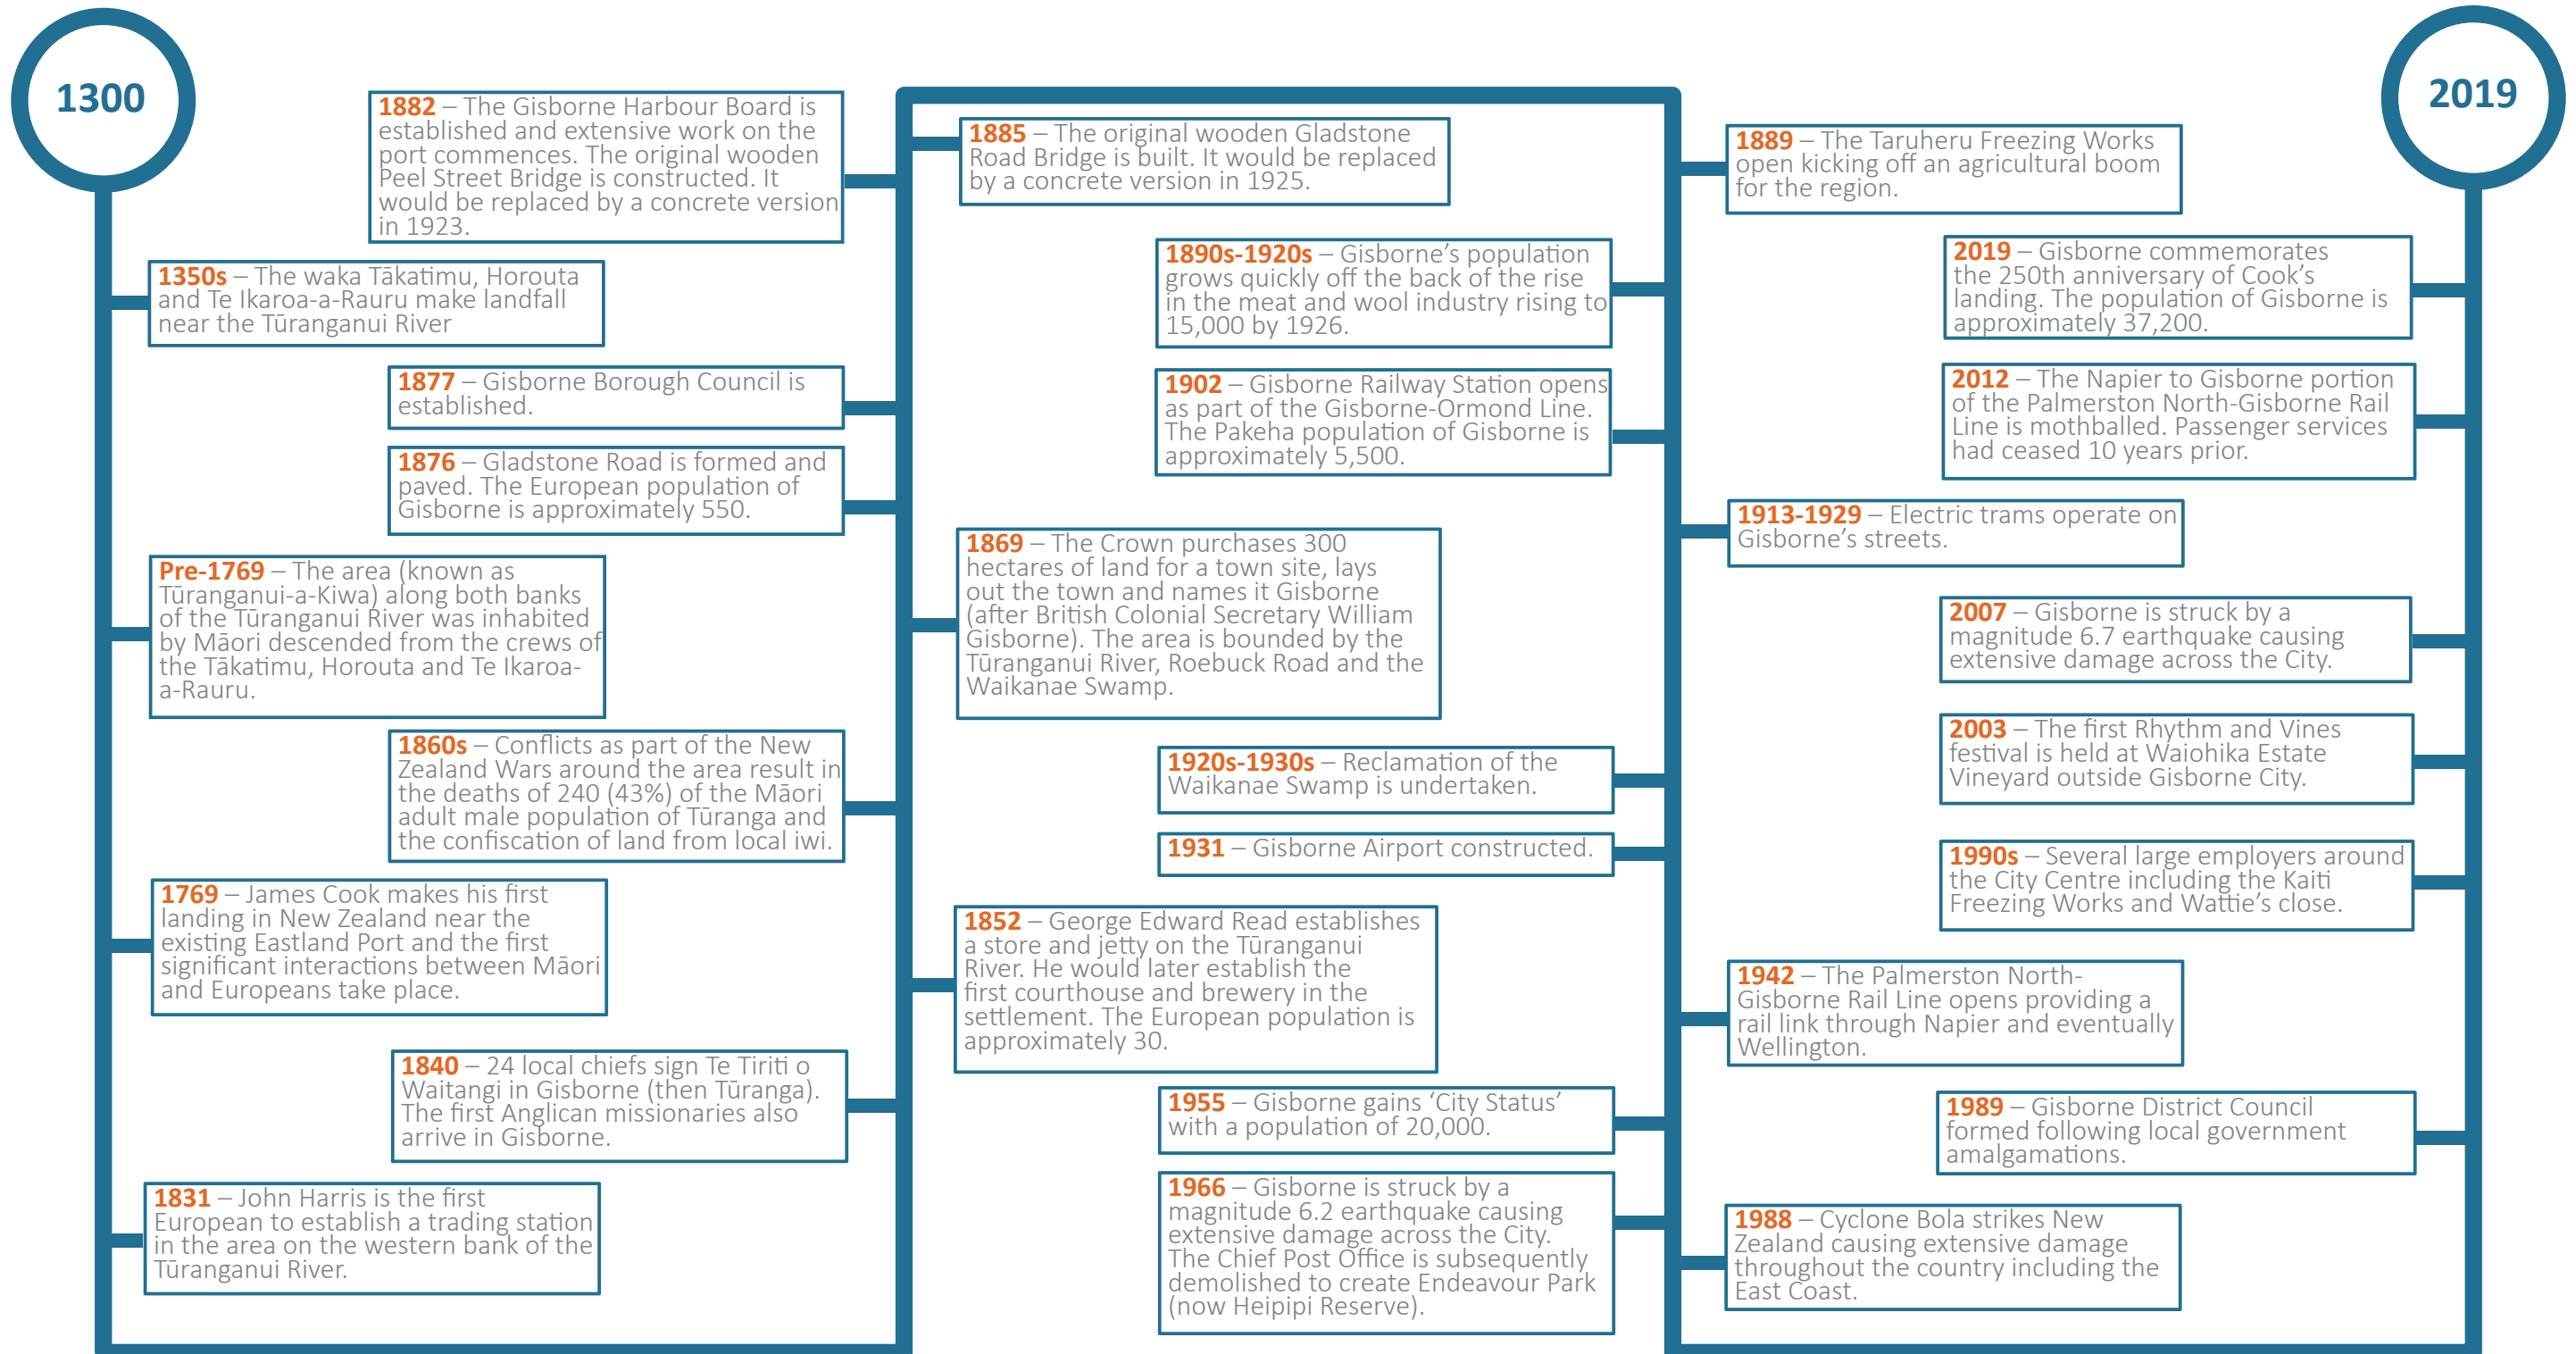 1300
1350s – The waka Tākatimu, Horouta
and Te Ikaroa-a-Rauru make landfall
near the Tūranganui River
Pre-1769 – The area (known as
Tūranganui-a-Kiwa) along both banks
of the Tūranganui River was inhabited
by Māori descended from the crews of
the Tākatimu, Horouta and Te Ikaroa-
a-Rauru.
1769 – James Cook makes his first
landing in New Zealand near the
existing Eastland Port and the first
significant interactions between Māori
and Europeans take place.
1831 – John Harris is the first
European to establish a trading station
in the area on the western bank of the
Tūranganui River.
1840 – 24 local chiefs sign Te Tiriti o
Waitangi in Gisborne (then Tūranga).
The first Anglican missionaries also
arrive in Gisborne.
1852 – George Edward Read establishes
a store and jetty on the Tūranganui
River. He would later establish the
first courthouse and brewery in the
settlement. The European population is
approximately 30.
1860s – Conflicts as part of the New
Zealand Wars around the area result in
the deaths of 240 (43%) of the Māori
adult male population of Tūranga and
the confiscation of land from local iwi.
1869 – The Crown purchases 300
hectares of land for a town site, lays
out the town and names it Gisborne
(after British Colonial Secretary William
Gisborne). The area is bounded by the
Tūranganui River, Roebuck Road and the
Waikanae Swamp.
1876 – Gladstone Road is formed and
paved. The European population of
Gisborne is approximately 550.
1877 – Gisborne Borough Council is
established.
1882 – The Gisborne Harbour Board is
established and extensive work on the
port commences. The original wooden
Peel Street Bridge is constructed. It
would be replaced by a concrete version
in 1923.
1885 – The original wooden Gladstone
Road Bridge is built. It would be replaced
by a concrete version in 1925.
1889 – The Taruheru Freezing Works
open kicking off an agricultural boom
for the region.
1890s-1920s – Gisborne’s population
grows quickly off the back of the rise
in the meat and wool industry rising to
15,000 by 1926.
1902 – Gisborne Railway Station opens
as part of the Gisborne-Ormond Line.
The Pakeha population of Gisborne is
approximately 5,500.
1913-1929 – Electric trams operate on
Gisborne’s streets.
1920s-1930s – Reclamation of the
Waikanae Swamp is undertaken.
1931 – Gisborne Airport constructed.
1942 – The Palmerston North-
Gisborne Rail Line opens providing a
rail link through Napier and eventually
Wellington.
1955 – Gisborne gains ‘City Status’
with a population of 20,000.
1966 – Gisborne is struck by a
magnitude 6.2 earthquake causing
extensive damage across the City.
The Chief Post Office is subsequently
demolished to create Endeavour Park
(now Heipipi Reserve).
1988 – Cyclone Bola strikes New
Zealand causing extensive damage
throughout the country including the
East Coast.
1989 – Gisborne District Council
formed following local government
amalgamations.
1990s – Several large employers around
the City Centre including the Kaiti
Freezing Works and Wattie’s close.
2003 – The first Rhythm and Vines
festival is held at Waiohika Estate
Vineyard outside Gisborne City.
2007 – Gisborne is struck by a
magnitude 6.7 earthquake causing
extensive damage across the City.
2012 – The Napier to Gisborne portion
of the Palmerston North-Gisborne Rail
Line is mothballed. Passenger services
had ceased 10 years prior.
2019 – Gisborne commemorates
the 250th anniversary of Cook’s
landing. The population of Gisborne is
approximately 37,200.
2019